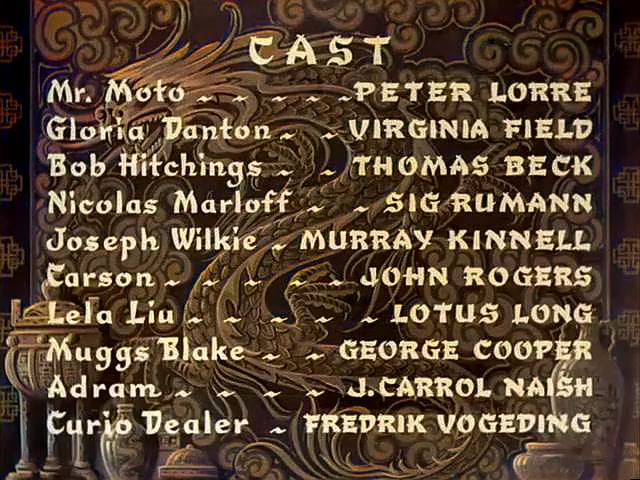 CAST
Mr. Moto ~ ~ ~ ~ ~ PETER LORRE
Gloria Danton ~ ~ VIRGINIA FIELD
Bob Hitchings ~ ~ THOMAS BECK
Nicolas Marloff ~ ~ SIG RUMANN
Joseph Wilkie ~ MURRAY KINNELL
Carson ~ ~ ~ ~ ~ JOHN ROGERS
Lela Liu ~ ~ ~ ~ ~ LOTUS LONG
Muggs Blake ~ ~ GEORGE COOPER
Adram ~ ~ ~ ~ J. CARROL NAISH
Curio Dealer ~ FREDRIK VOGEDING